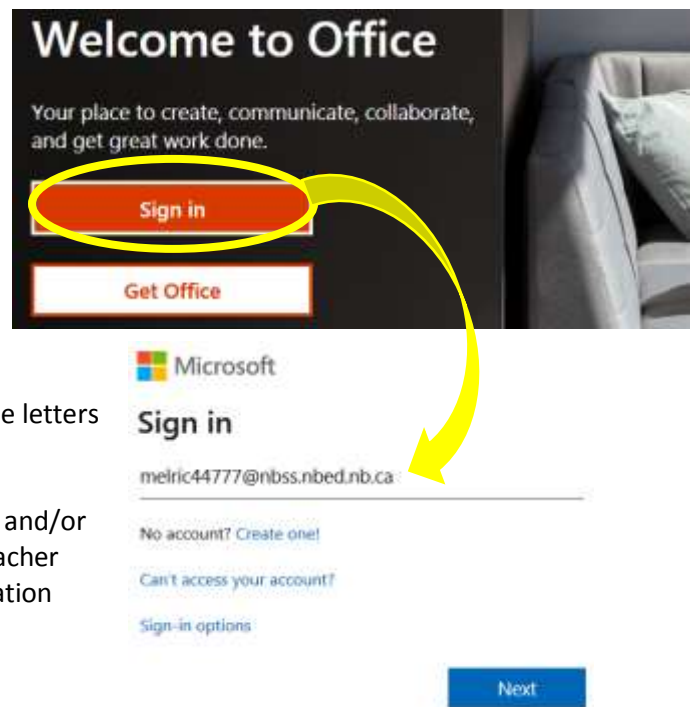 Welcome to Office
Your place to create, communicate, collaborate,
and get great work done.
Sign in
Get Office
Microsoft
e letters
Sign in
melric44777@nbss.nbed.nb.ca
and/or
No account? Create one!
acher
Can't access your account?
ation
Sign-in options
Next